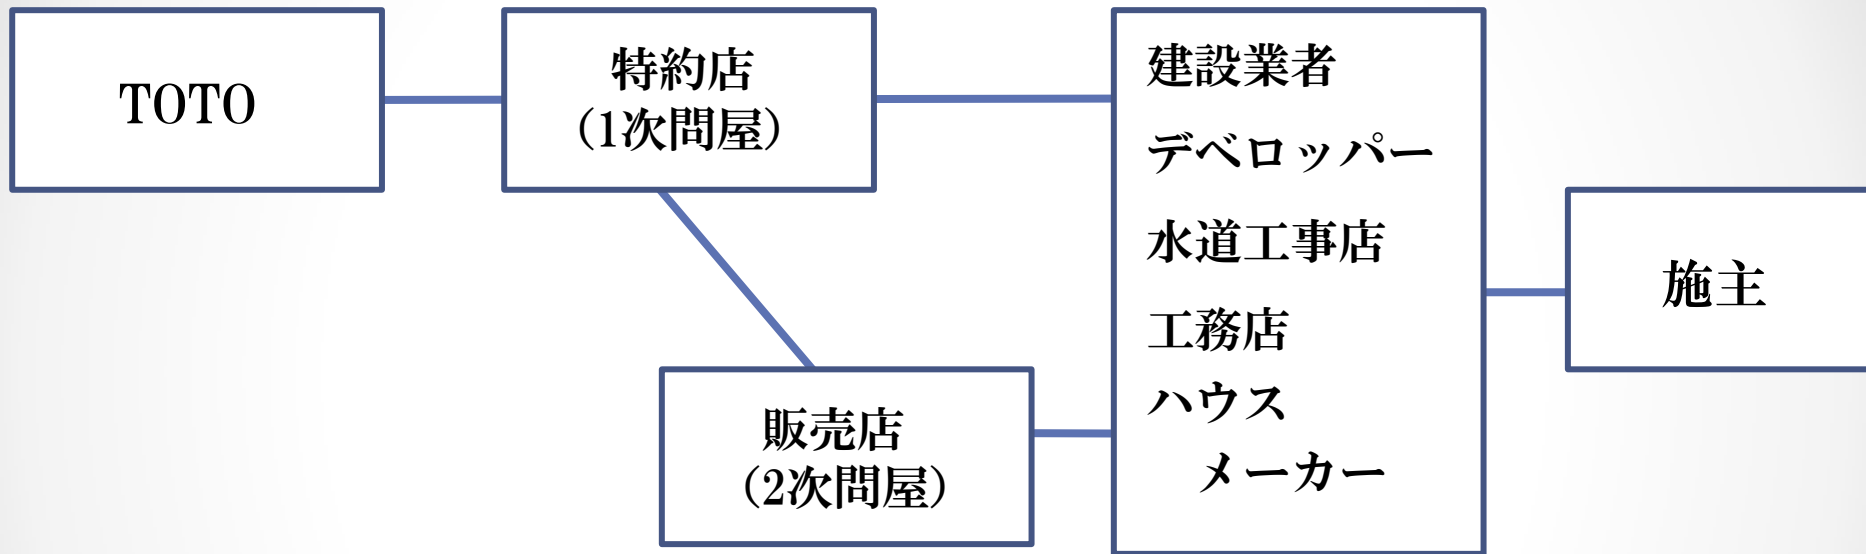 TOTO
特約店
（1次問屋）
販売店
（2次問屋）
建設業者
デベロッパー
水道工事店
工務店
ハウス
メーカー
施主